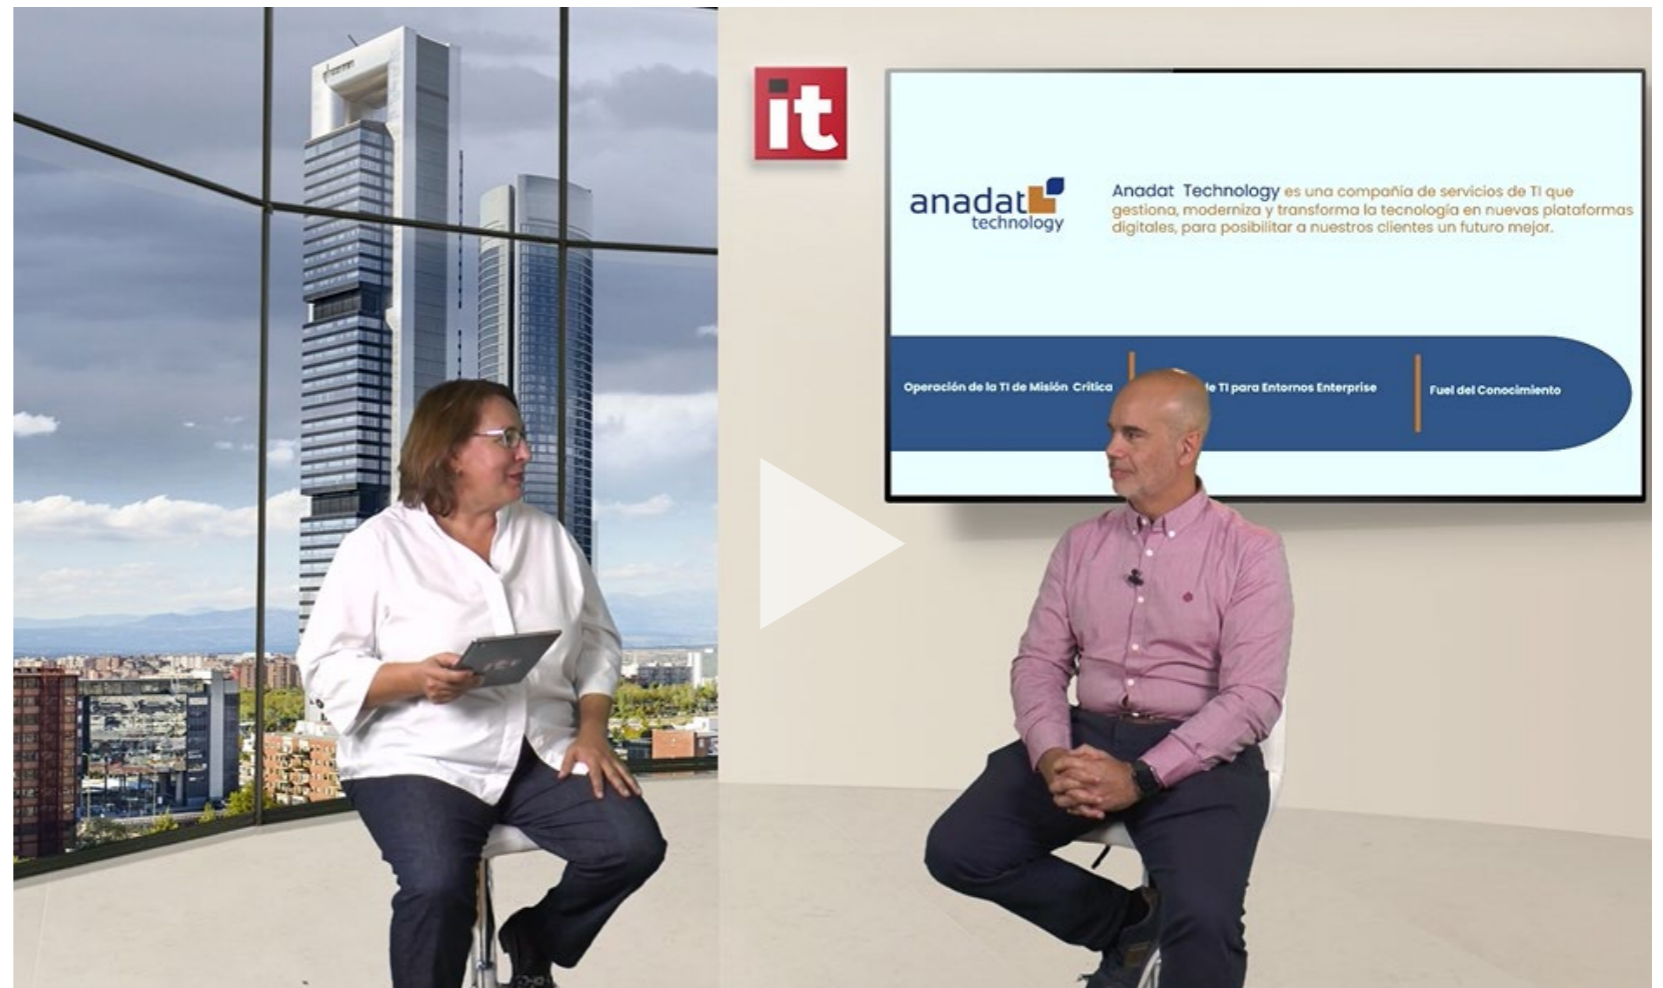 it
anadat
technology
Anadat Technology es una compañía de servicios de TI que
gestiona, moderniza y transforma la tecnología en nuevas plataformas
digitales, para posibilitar a nuestros clientes un futuro mejor.
Operación de la TI de Misión Crítica
de TI para Entornos Enterprise
Fuel del Conocimiento